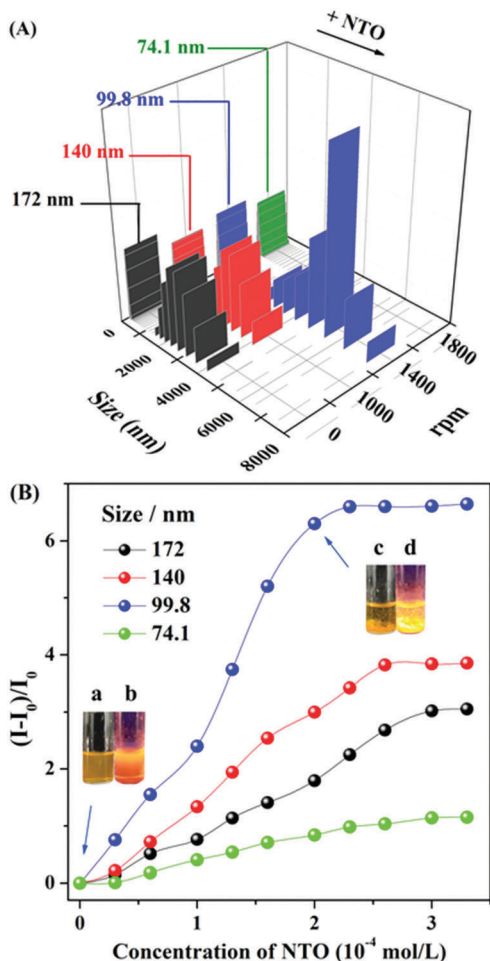 (A)
+ NTO
74.1 nm
99.8 nm
140 nm
172 nm
0
2000
4000
6000
8000
Size (nm)
0
1000
1400
1800
rpm
(B)
Size / nm
172
140
99.8
74.1
a b
c d
6
4
2
0
(I-I₀)/I₀
0 1 2 3
Concentration of NTO (10⁻⁴ mol/L)